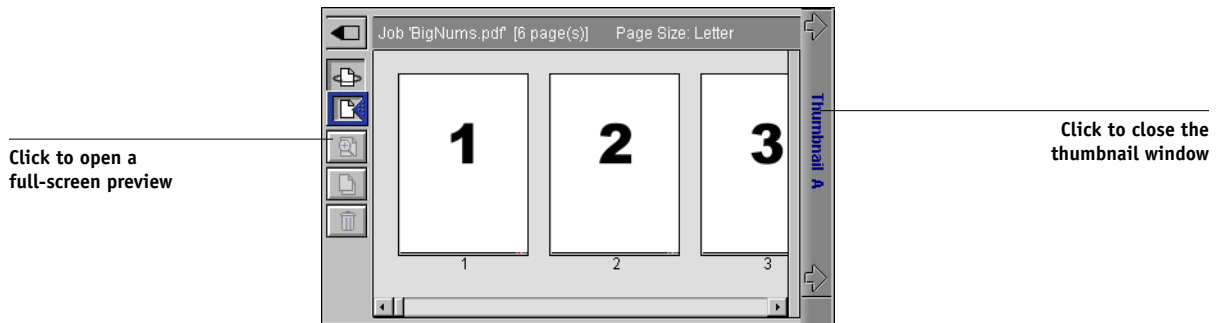 Job 'BigNums.pdf' [6 page(s)] Page Size: Letter
1 2 3
1 2 3
Thumbnail A
Click to open a
full-screen preview
Click to close the
thumbnail window